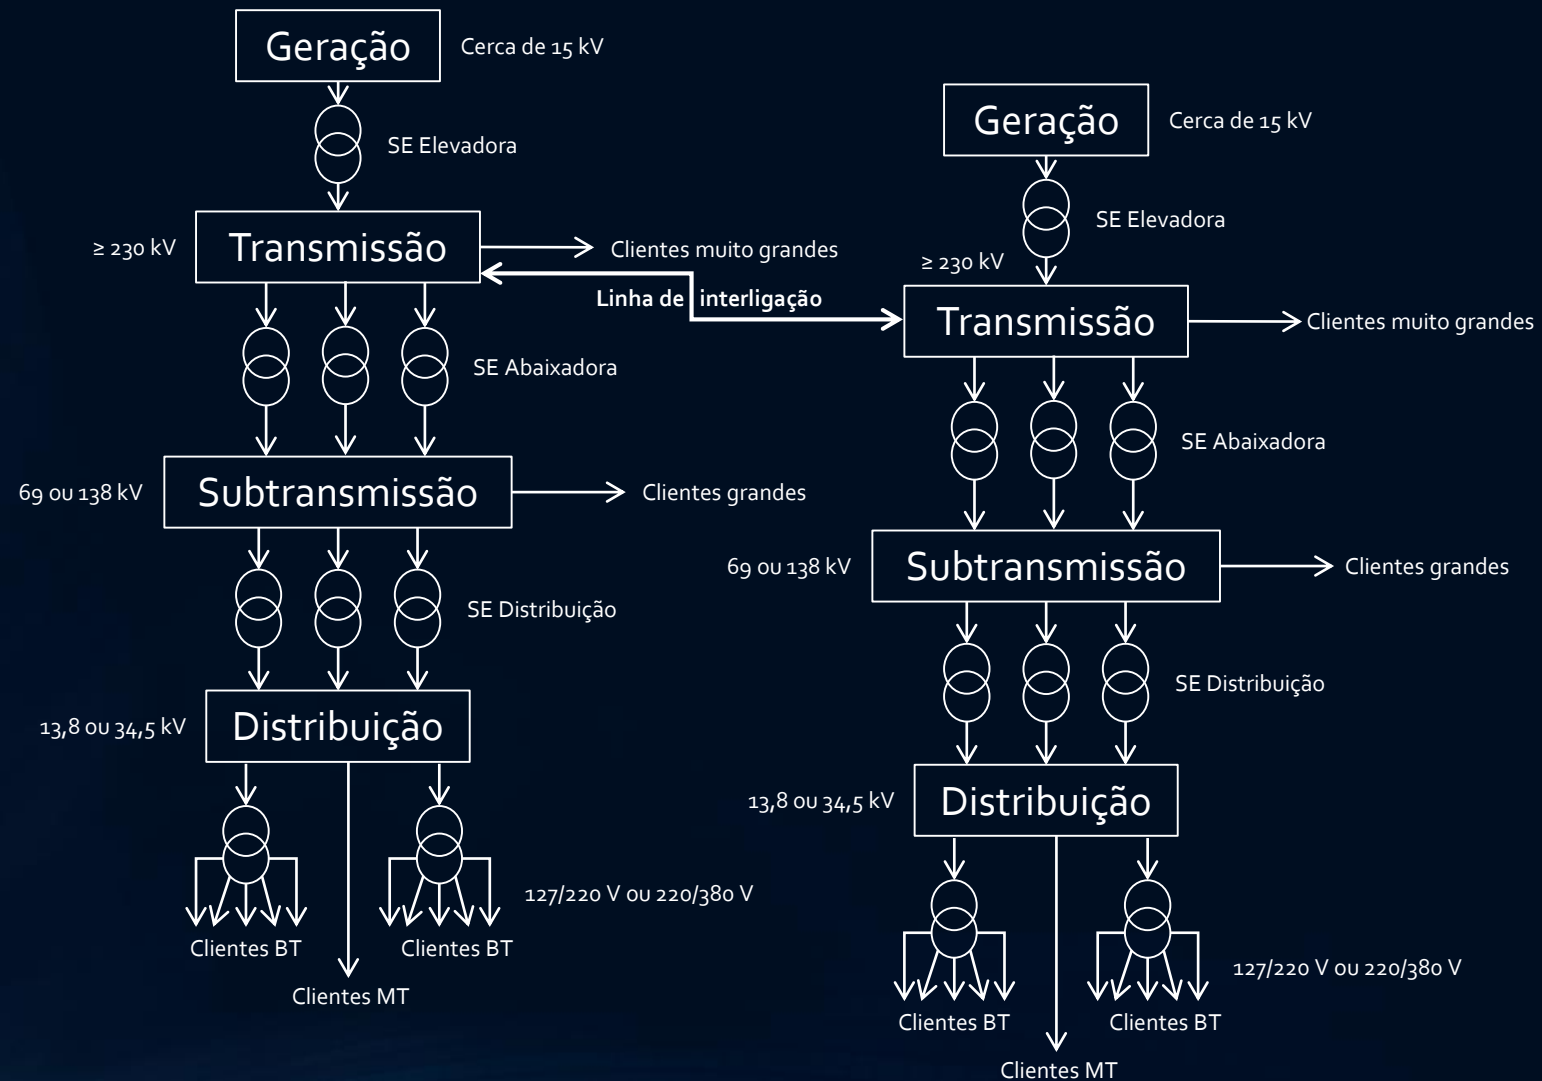 Geração
Cerca de 15 kV
SE Elevadora
≥ 230 kV
Transmissão
Clientes muito grandes
Linha de interligação
SE Abaixadora
69 ou 138 kV
Subtransmissão
Clientes grandes
SE Distribuição
13,8 ou 34,5 kV
Distribuição
127/220 V ou 220/380 V
Clientes BT
Clientes BT
Clientes MT
Geração
Cerca de 15 kV
SE Elevadora
≥ 230 kV
Transmissão
Clientes muito grandes
SE Abaixadora
69 ou 138 kV
Subtransmissão
Clientes grandes
SE Distribuição
13,8 ou 34,5 kV
Distribuição
127/220 V ou 220/380 V
Clientes BT
Clientes BT
Clientes MT